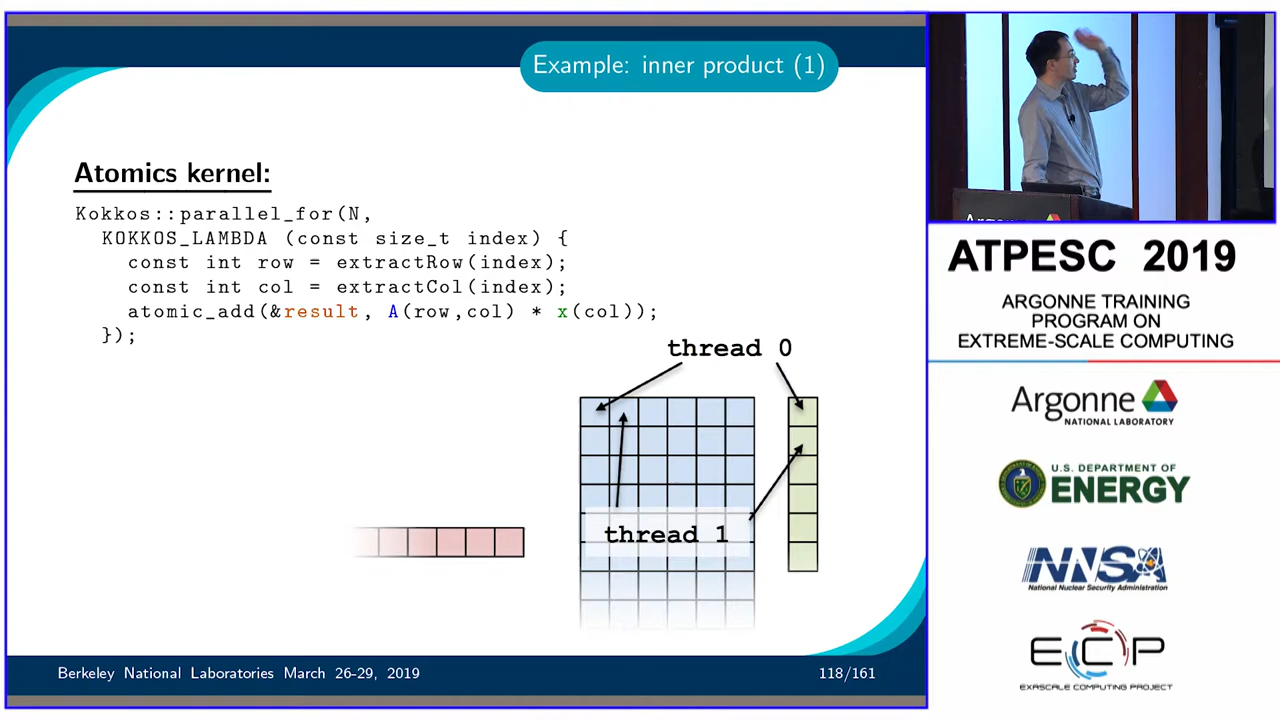 Example: inner product (1)
Atomics kernel:
Kokkos::parallel_for(N,
KOKKOS_LAMBDA (const size_t index) {
const int row = extractRow(index);
const int col = extractCol(index);
atomic_add(&result, A(row,col) * x(col));
});
thread 0
thread 1
Berkeley National Laboratories March 26-29, 2019
118/161
Argonne
ATPESC 2019
ARGONNE TRAINING
PROGRAM ON
EXTREME-SCALE COMPUTING
Argonne
NATIONAL LABORATORY
U.S. DEPARTMENT OF
ENERGY
NNSA
National Nuclear Security Administration
ECP
EXASCALE COMPUTING PROJECT